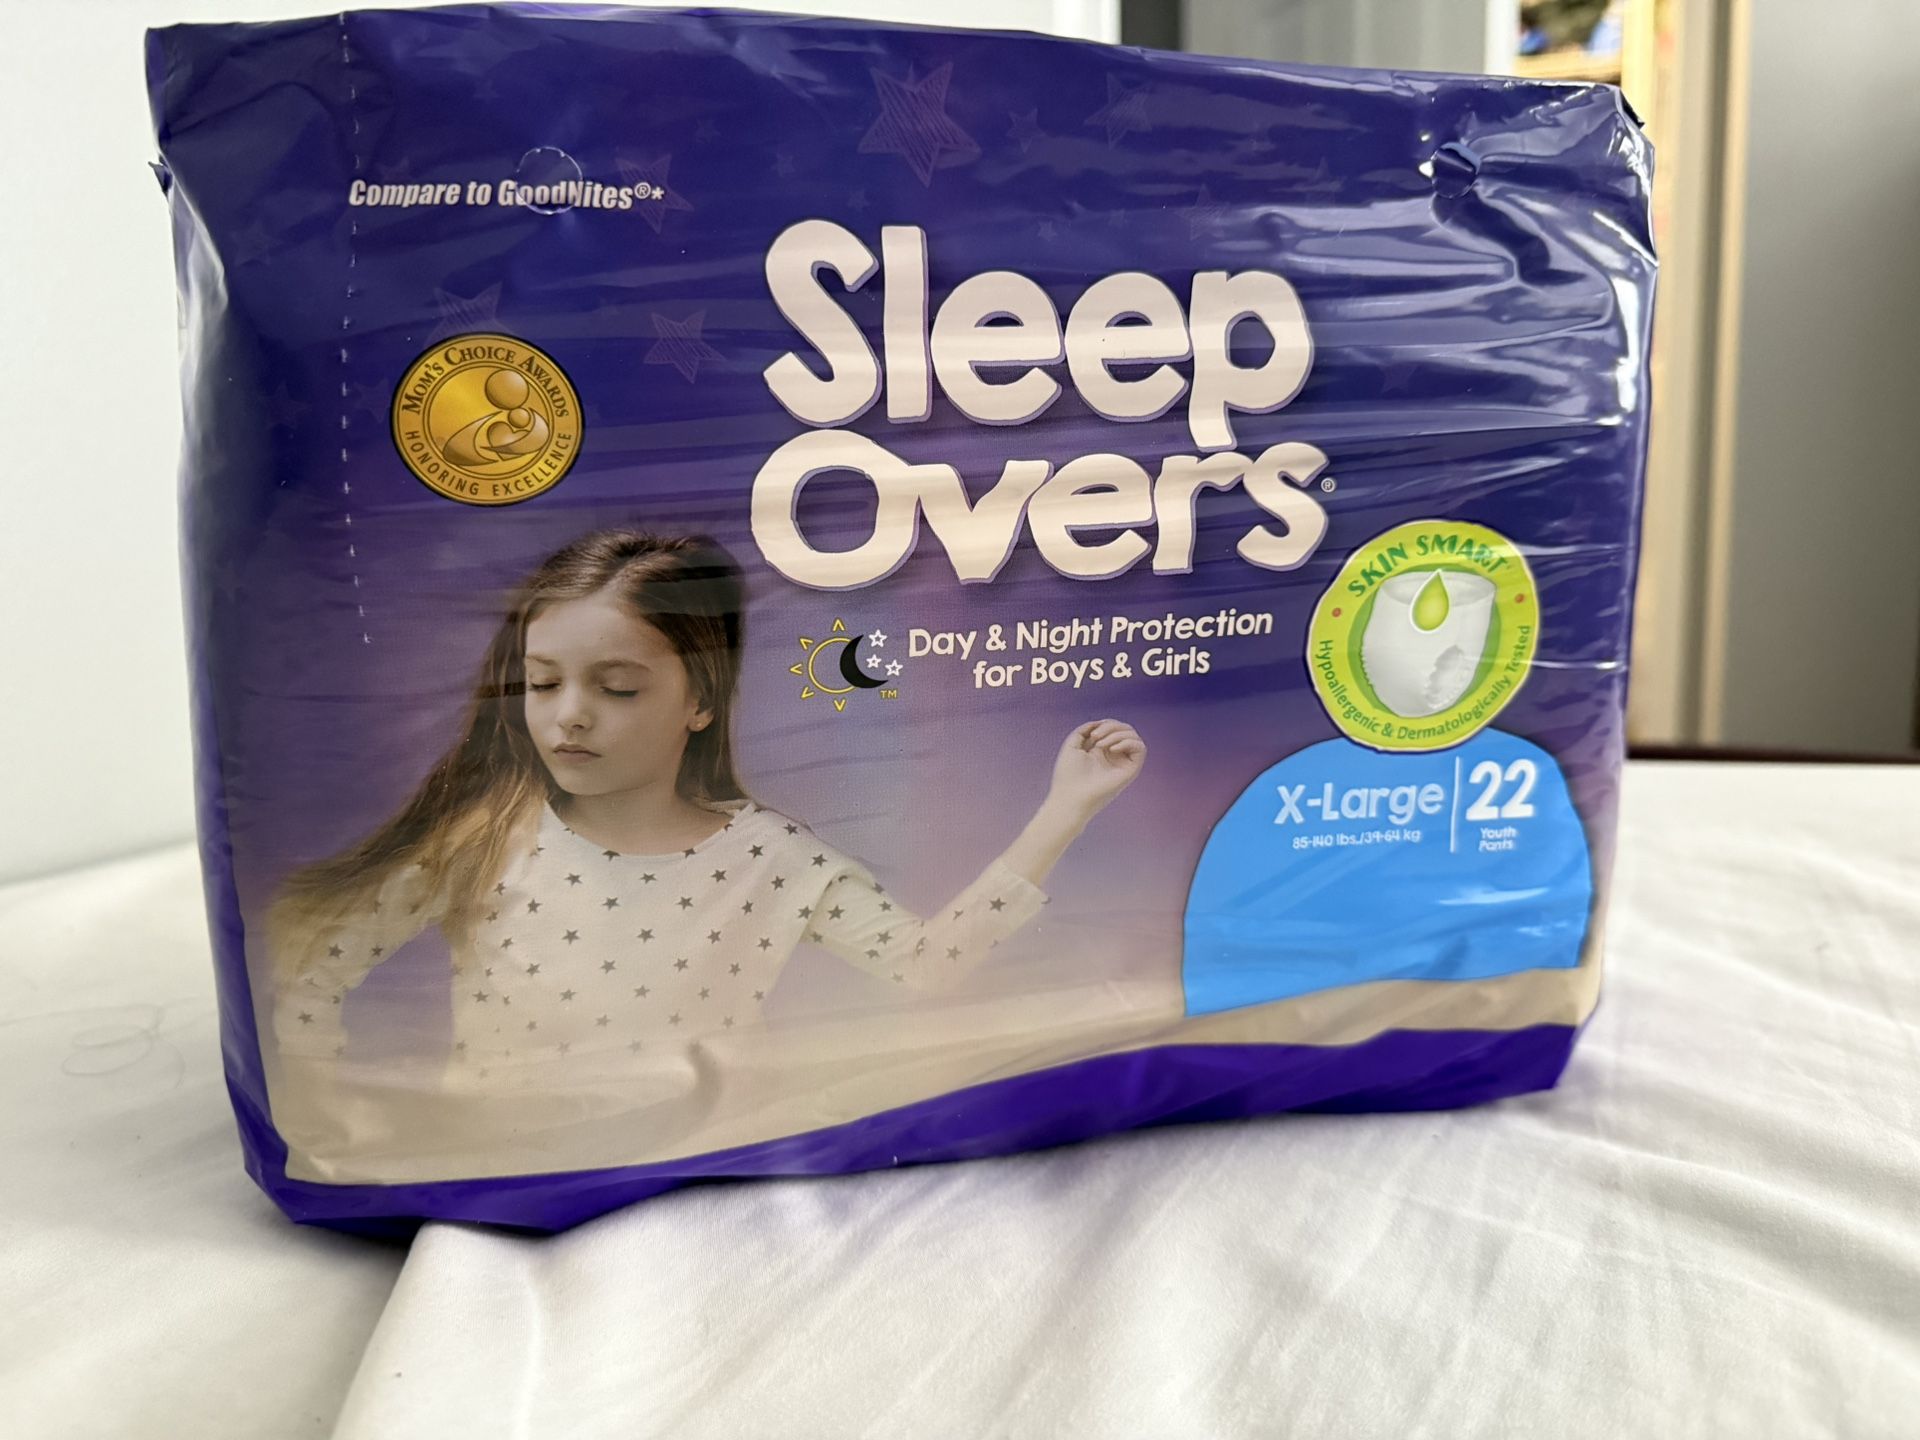 Compare to GoodNites®*
MOM'S CHOICE AWARDS
HONORING EXCELLENCE
Sleep
Overs®
Day & Night Protection
for Boys & Girls
TM
SKIN SMART
Hypoallergenic & Dermatologically Tested
X-Large
22
85-140 lbs./39-64 kg
Youth
Pants